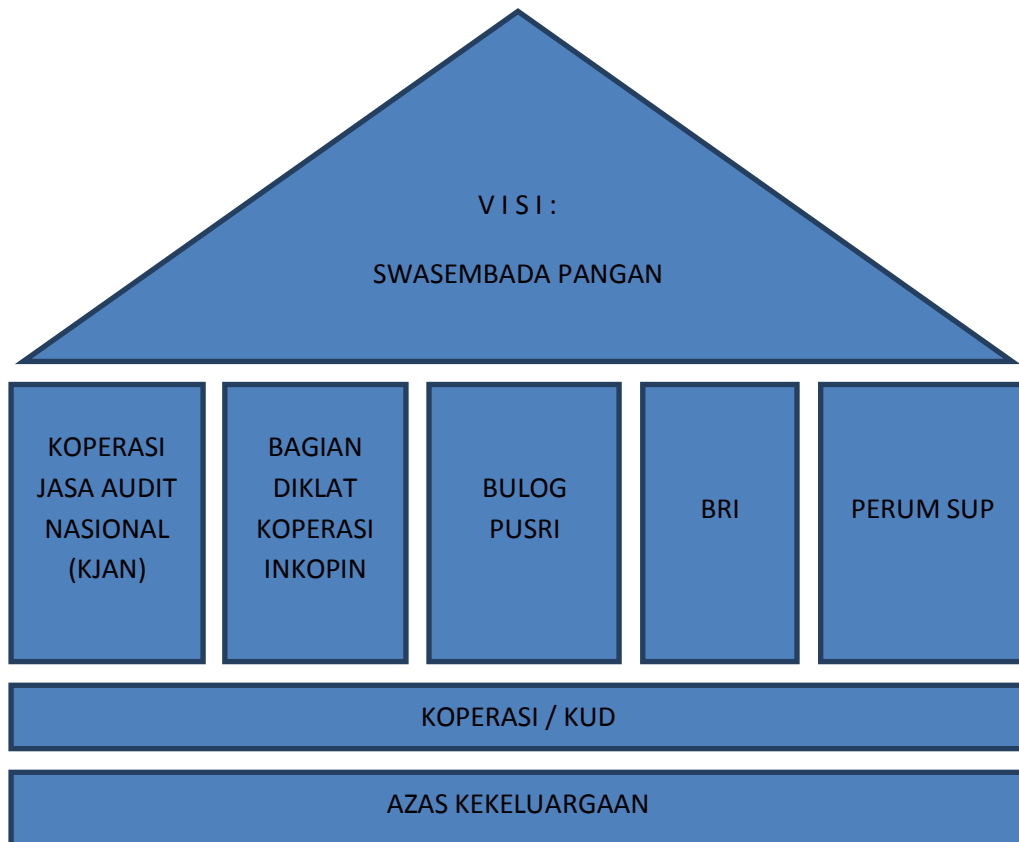 V I S I :
SWASEMBADA PANGAN
KOPERASI
JASA AUDIT
NASIONAL
(KJAN)
BAGIAN
DIKLAT
KOPERASI
INKOPIN
BULOG
PUSRI
BRI
PERUM SUP
KOPERASI / KUD
AZAS KEKELUARGAAN